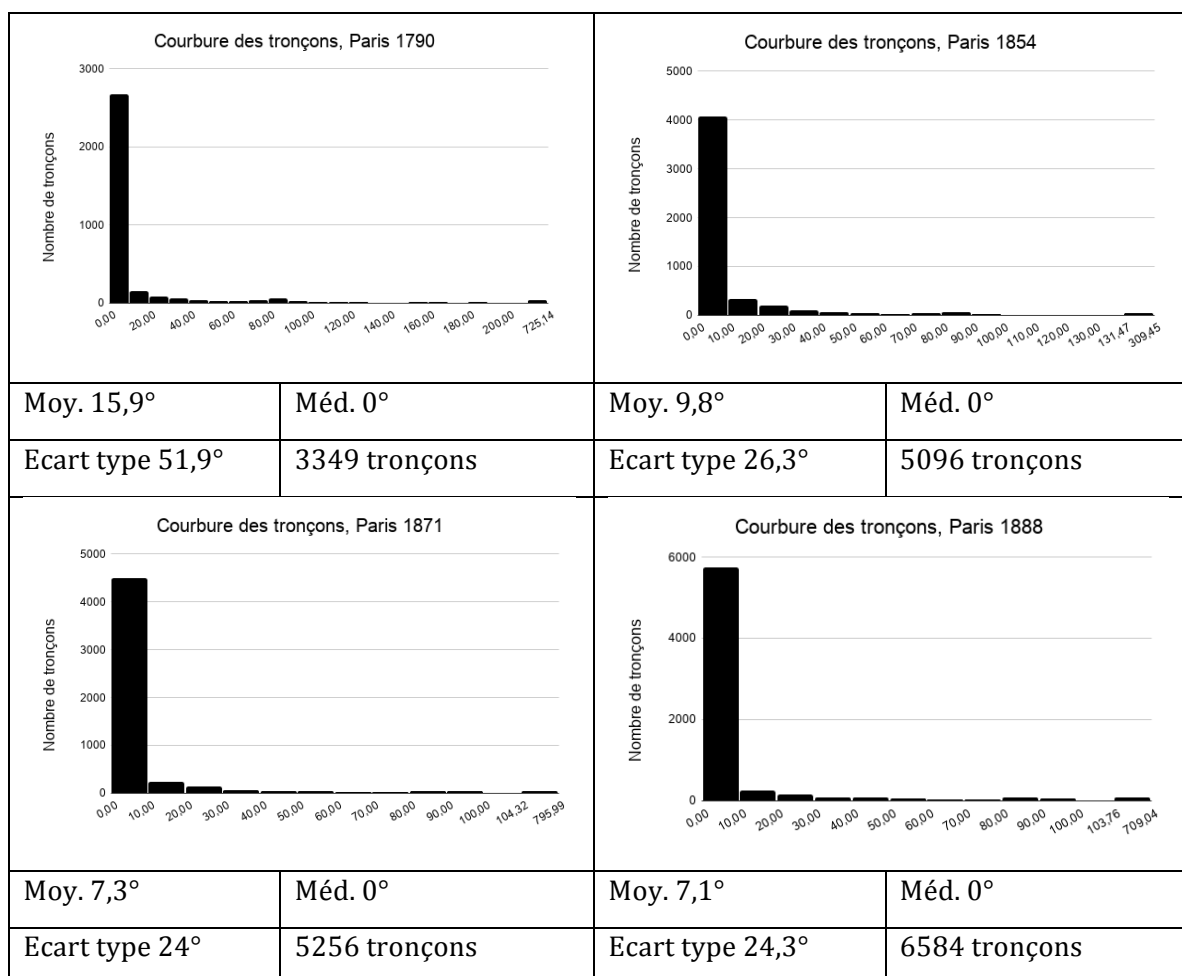 Courbure des tronçons, Paris 1790
Nombre de tronçons
3000
2000
1000
0
0,00 20,00 40,00 60,00 80,00 100,00 120,00 140,00 160,00 180,00 200,00 725,14
Moy. 15,9° Méd. 0°
Ecart type 51,9° 3349 tronçons
Courbure des tronçons, Paris 1854
Nombre de tronçons
5000
4000
3000
2000
1000
0
0,00 10,00 20,00 30,00 40,00 50,00 60,00 70,00 80,00 90,00 100,00 110,00 120,00 130,00 131,47 309,45
Moy. 9,8° Méd. 0°
Ecart type 26,3° 5096 tronçons
Courbure des tronçons, Paris 1871
Nombre de tronçons
5000
4000
3000
2000
1000
0
0,00 10,00 20,00 30,00 40,00 50,00 60,00 70,00 80,00 90,00 100,00 104,32 795,99
Moy. 7,3° Méd. 0°
Ecart type 24° 5256 tronçons
Courbure des tronçons, Paris 1888
Nombre de tronçons
6000
4000
2000
0
0,00 10,00 20,00 30,00 40,00 50,00 60,00 70,00 80,00 90,00 100,00 103,76 709,04
Moy. 7,1° Méd. 0°
Ecart type 24,3° 6584 tronçons